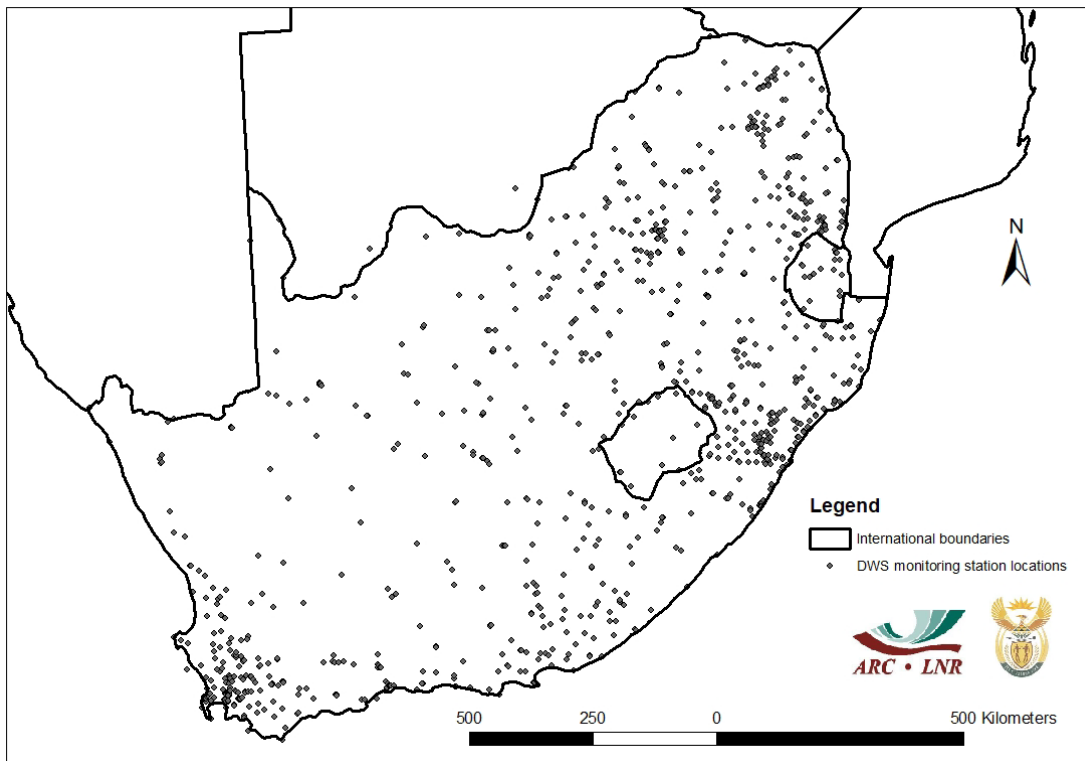 N
Legend
International boundaries
DWS monitoring station locations
ARC • LNR
500 250 0 500 Kilometers